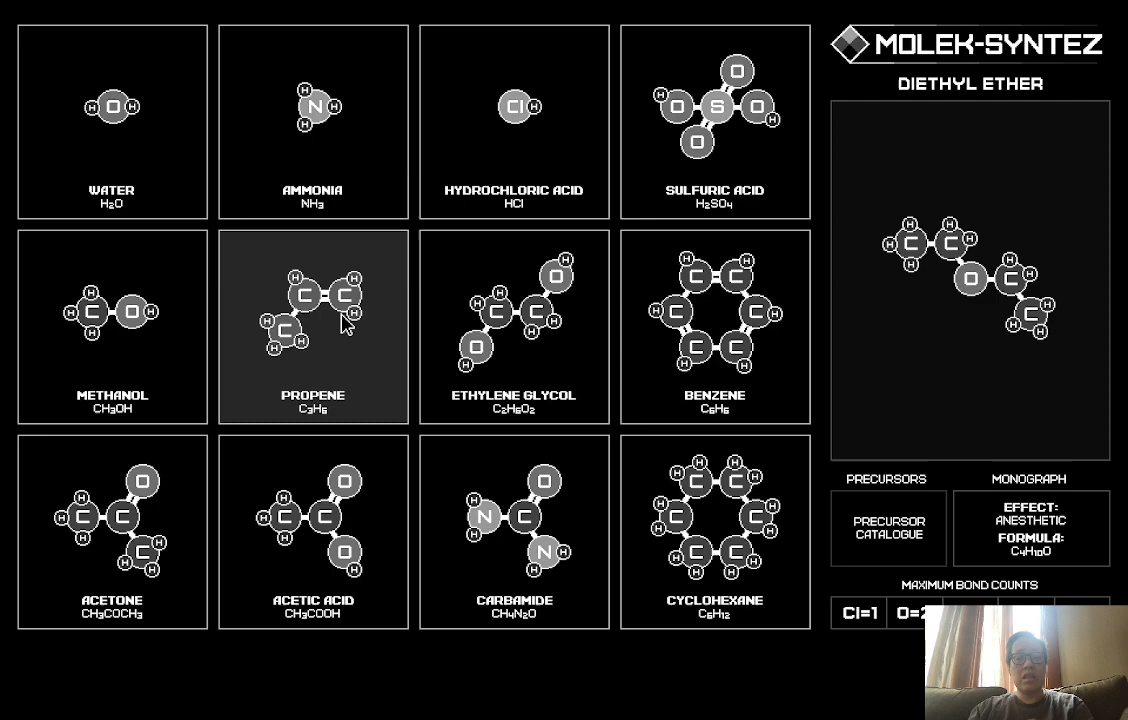 MOLEK-SYNTEZ
DIETHYL ETHER
O H H
WATER
H₂O
N H H H
AMMONIA
NH₃
Cl H
HYDROCHLORIC ACID
HCl
S O O O O H H
SULFURIC ACID
H₂SO₄
C O H H H H
METHANOL
CH₃OH
C C C H H H H H H
PROPENE
C₃H₆
O C C O H H H H H H
ETHYLENE GLYCOL
C₂H₆O₂
C C C C C C H H H H H H
BENZENE
C₆H₆
C C O C H H H H H H
ACETONE
CH₃COCH₃
C C O O H H H H
ACETIC ACID
CH₃COOH
N C O N H H H H
CARBAMIDE
CH₄N₂O
C C C C C C H H H H H H H H H H H H
CYCLOHEXANE
C₆H₁₂
C C O C C H H H H H H H H H H
PRECURSORS
MONOGRAPH
PRECURSOR
CATALOGUE
EFFECT:
ANESTHETIC
FORMULA:
C₄H₁₀O
MAXIMUM BOND COUNTS
Cl=1